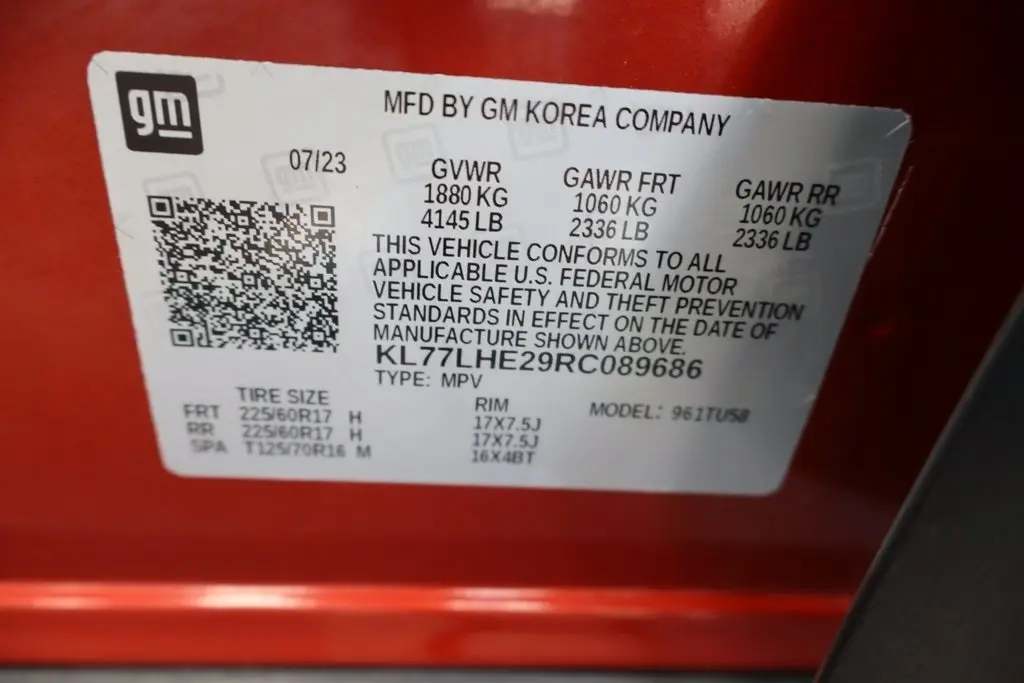 gm
MFD BY GM KOREA COMPANY
07/23
GVWR GAWR FRT GAWR RR
1880 KG 1060 KG 1060 KG
4145 LB 2336 LB 2336 LB
THIS VEHICLE CONFORMS TO ALL
APPLICABLE U.S. FEDERAL MOTOR
VEHICLE SAFETY AND THEFT PREVENTION
STANDARDS IN EFFECT ON THE DATE OF
MANUFACTURE SHOWN ABOVE.
KL77LHE29RC089686
TYPE: MPV
TIRE SIZE RIM MODEL: 961TU58
FRT 225/60R17 H 17X7.5J
RR 225/60R17 H 17X7.5J
SPA T125/70R16 M 16X4BT